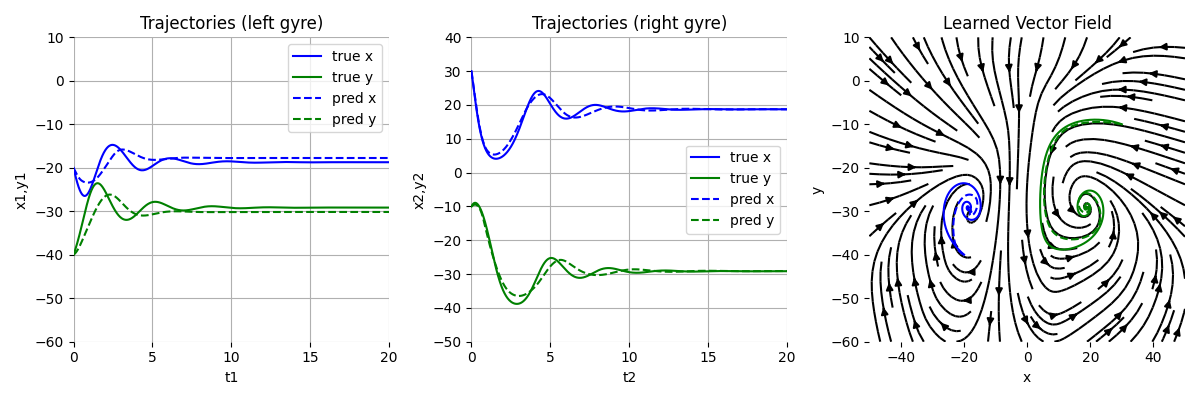 Trajectories (left gyre)
10
0
−10
−20
−30
−40
−50
−60
x1,y1
0
5
10
15
20
t1
true x
true y
pred x
pred y
Trajectories (right gyre)
40
30
20
10
0
−10
−20
−30
−40
−50
x2,y2
0
5
10
15
20
t2
true x
true y
pred x
pred y
Learned Vector Field
10
0
−10
−20
−30
−40
−50
−60
y
−40
−20
0
20
40
x